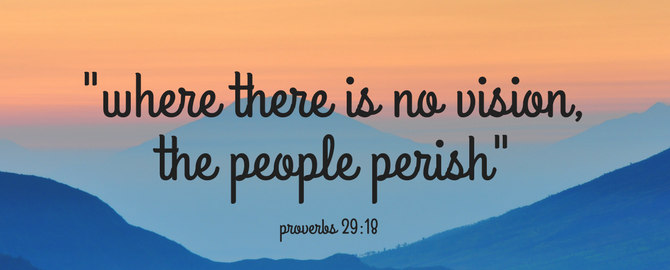 "where there is no vision,
the people perish"
proverbs 29:18